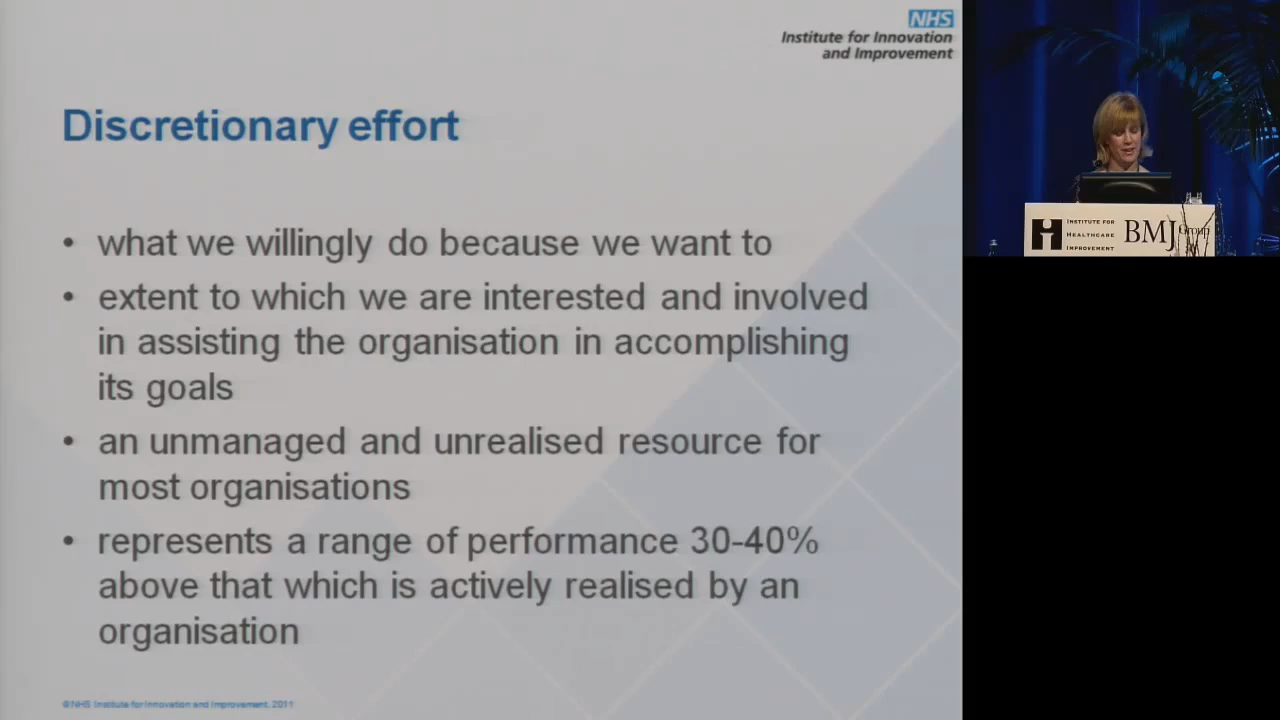 NHS
Institute for Innovation
and Improvement
Discretionary effort
• what we willingly do because we want to
• extent to which we are interested and involved
in assisting the organisation in accomplishing
its goals
• an unmanaged and unrealised resource for
most organisations
• represents a range of performance 30-40%
above that which is actively realised by an
organisation
©NHS Institute for Innovation and Improvement, 2011
INSTITUTE FOR
HEALTHCARE
IMPROVEMENT
BMJ Group